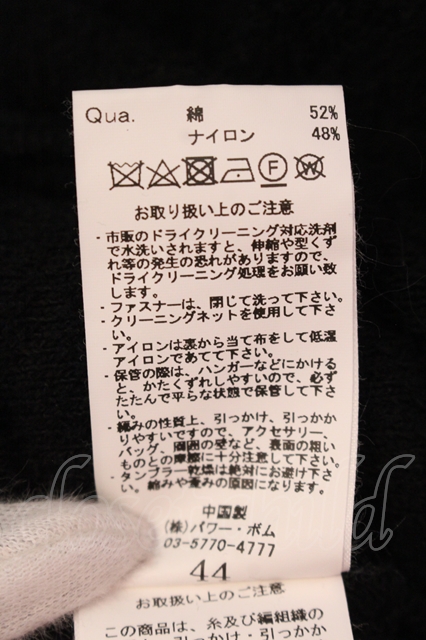 Qua. 綿 52%
ナイロン 48%
お取り扱い上のご注意
・市販のドライクリーニング対応洗剤
で水洗いされますと、伸縮や型くず
れ等の発生の恐れがありますので、
ドライクリーニング処理をお願い致
します。
・ファスナーは、閉じて洗って下さい。
・クリーニングネットを使用して下さ
い。
・アイロンは裏から当て布をして低温
アイロンであてて下さい。
・保管の際は、ハンガーなどにかける
と、かたくずれしやすいので、必ず
たたんで平らな状態で保管して下さ
い。
・編みの性質上、引っかけ、引っかか
りやすいですので、アクセサリー、
バッグ、周囲の壁など、表面の粗い
ものとの摩擦に十分注意して下さい。
・タンブラー乾燥は絶対にお避け下さ
い。縮みや歪みの原因になります。
中国製
(株)パワー・ボム
03-5770-4777
44
お取り扱い上のご注意
この商品は、糸及び編組織の